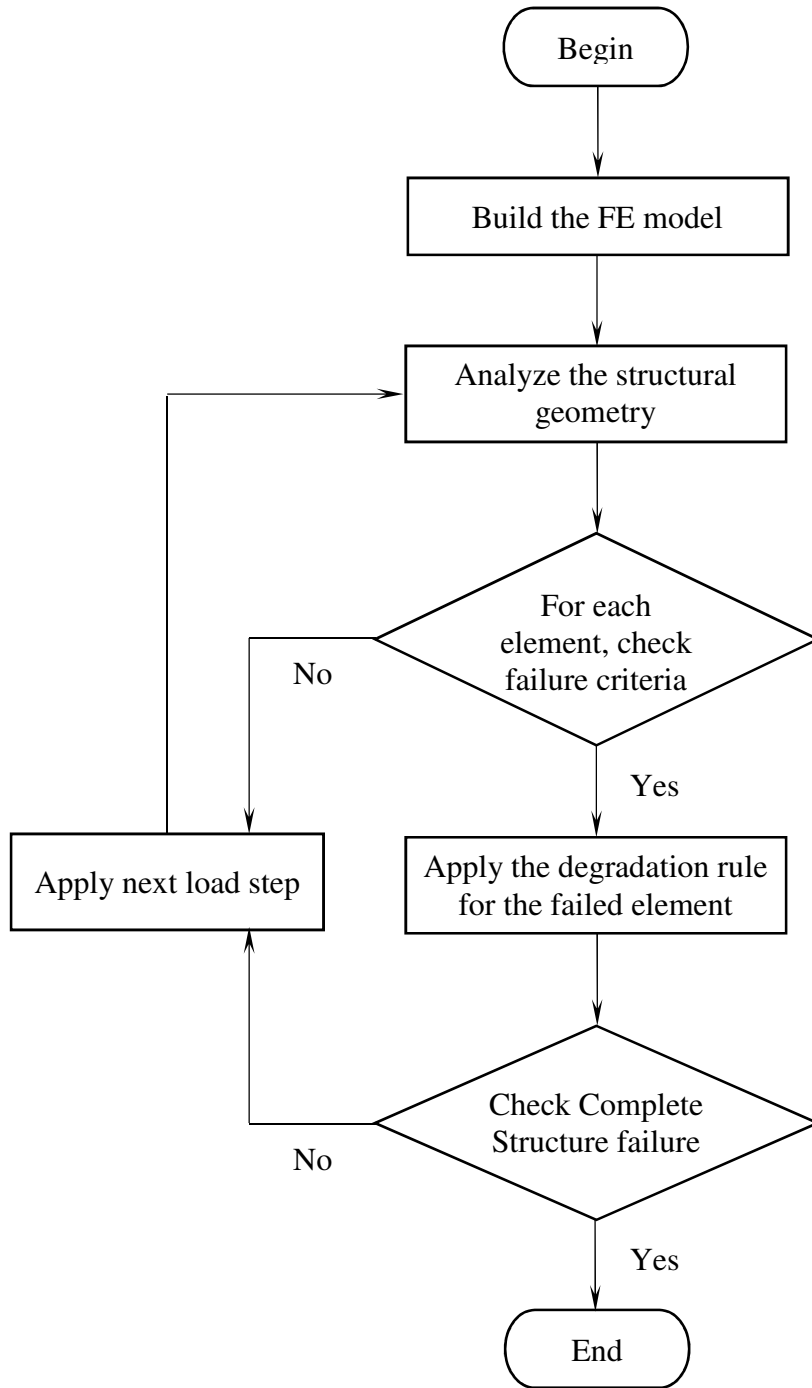 Begin
Build the FE model
Analyze the structural
geometry
For each
element, check
failure criteria
No
Yes
Apply next load step
Apply the degradation rule
for the failed element
Check Complete
Structure failure
No
Yes
End